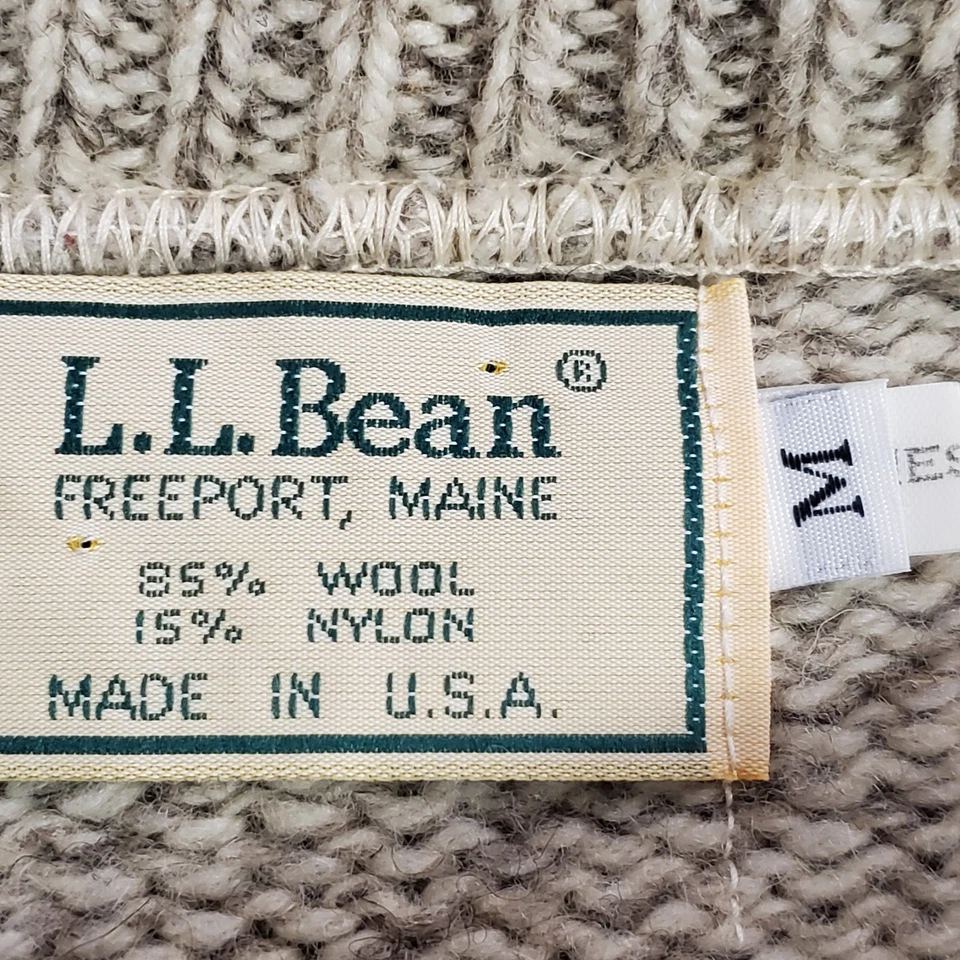 L.L.Bean®
FREEPORT, MAINE
85% WOOL
15% NYLON
MADE IN U.S.A.
M